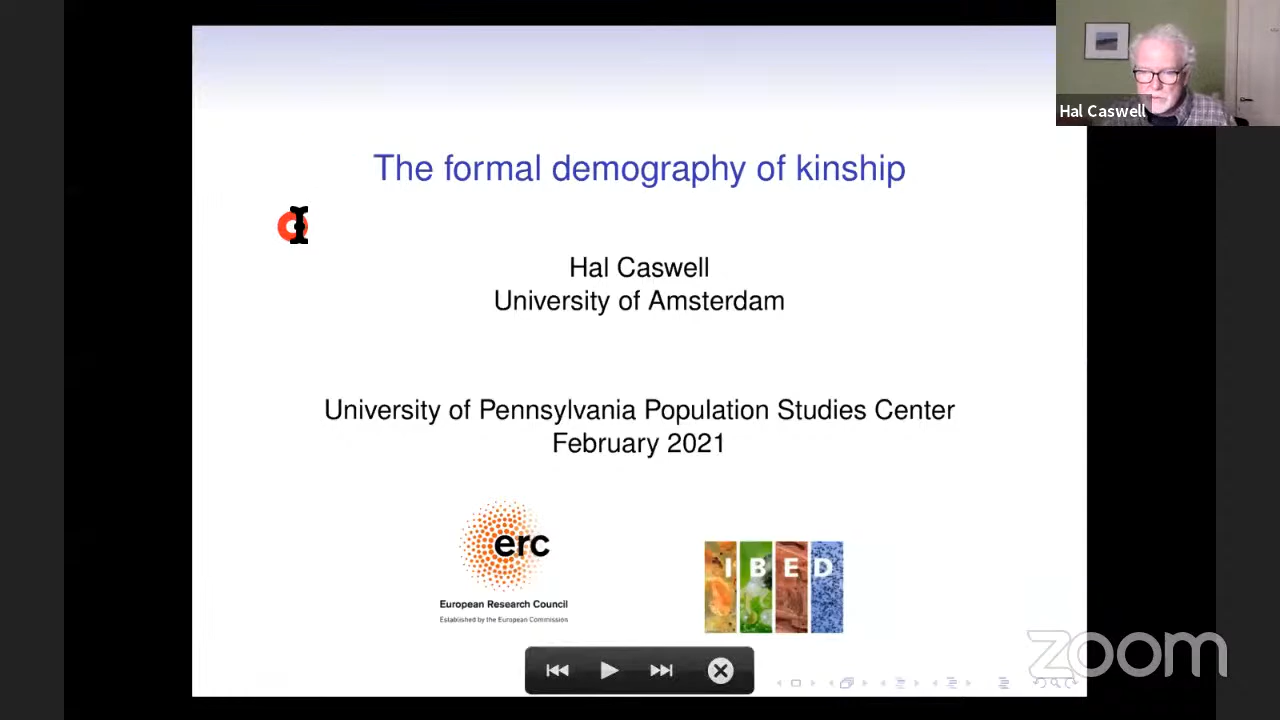 Hal Caswell
The formal demography of kinship
Hal Caswell
University of Amsterdam
University of Pennsylvania Population Studies Center
February 2021
erc
European Research Council
Established by the European Commission
IBED
zoom